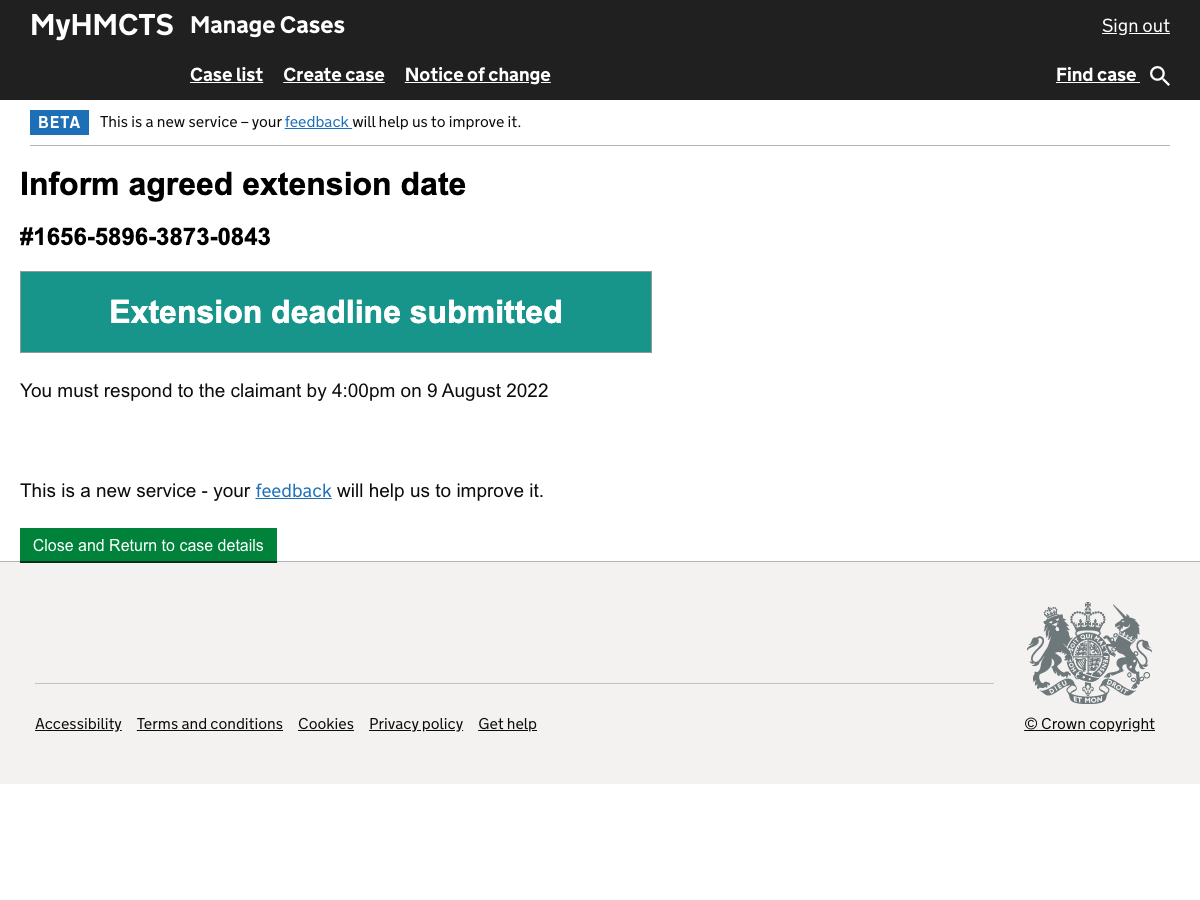 MyHMCTS Manage Cases Sign out
Case list Create case Notice of change Find case
BETA This is a new service – your feedback will help us to improve it.
Inform agreed extension date
#1656-5896-3873-0843
Extension deadline submitted
You must respond to the claimant by 4:00pm on 9 August 2022
This is a new service - your feedback will help us to improve it.
Close and Return to case details
DIEU ET MON DROIT
Accessibility Terms and conditions Cookies Privacy policy Get help © Crown copyright